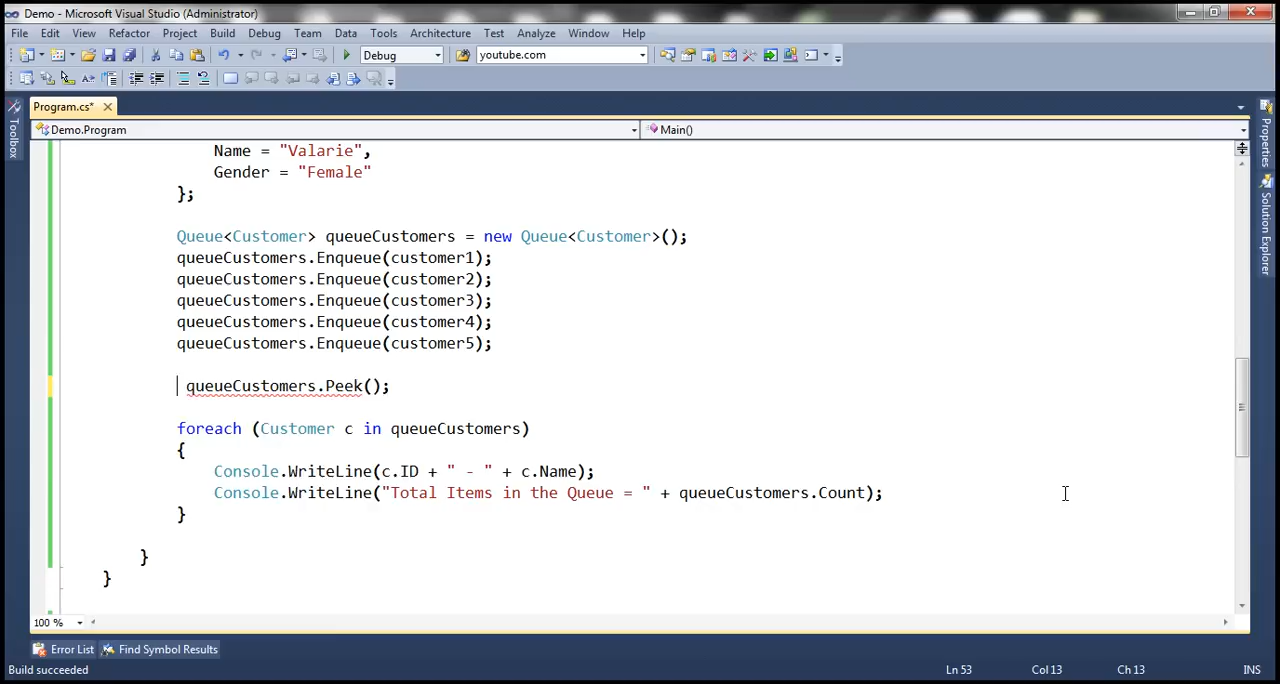 Demo - Microsoft Visual Studio (Administrator)
File Edit View Refactor Project Build Debug Team Data Tools Architecture Test Analyze Window Help
Debug youtube.com
Program.cs*
Demo.Program Main()
Toolbox
Properties
Solution Explorer
Name = "Valarie",
Gender = "Female"
};
Queue<Customer> queueCustomers = new Queue<Customer>();
queueCustomers.Enqueue(customer1);
queueCustomers.Enqueue(customer2);
queueCustomers.Enqueue(customer3);
queueCustomers.Enqueue(customer4);
queueCustomers.Enqueue(customer5);
queueCustomers.Peek();
foreach (Customer c in queueCustomers)
{
Console.WriteLine(c.ID + " - " + c.Name);
Console.WriteLine("Total Items in the Queue = " + queueCustomers.Count);
}
}
}
100 %
Error List Find Symbol Results
Build succeeded Ln 53 Col 13 Ch 13 INS